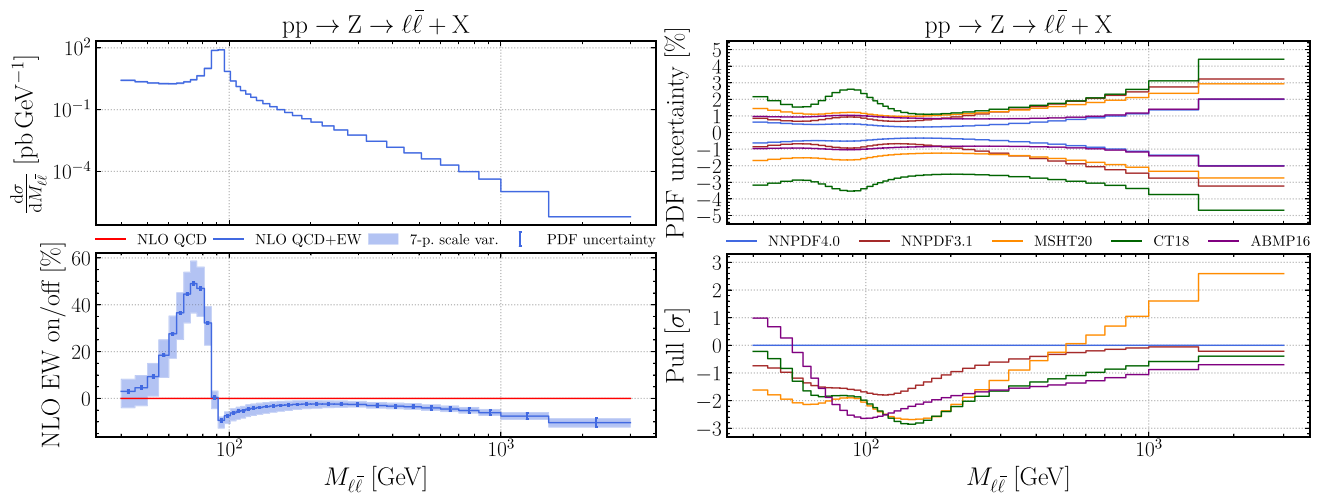 pp → Z → ℓℓ̅ + X
dσ/dM_ℓℓ̅ [pb GeV⁻¹]
10²
10⁻¹
10⁻⁴
NLO QCD
NLO QCD+EW
7-p. scale var.
PDF uncertainty
NLO EW on/off [%]
60
40
20
0
10²
10³
M_ℓℓ̅ [GeV]
pp → Z → ℓℓ̅ + X
PDF uncertainty [%]
5
4
3
2
1
0
−1
−2
−3
−4
−5
NNPDF4.0
NNPDF3.1
MSHT20
CT18
ABMP16
Pull [σ]
3
2
1
0
−1
−2
−3
10²
10³
M_ℓℓ̅ [GeV]